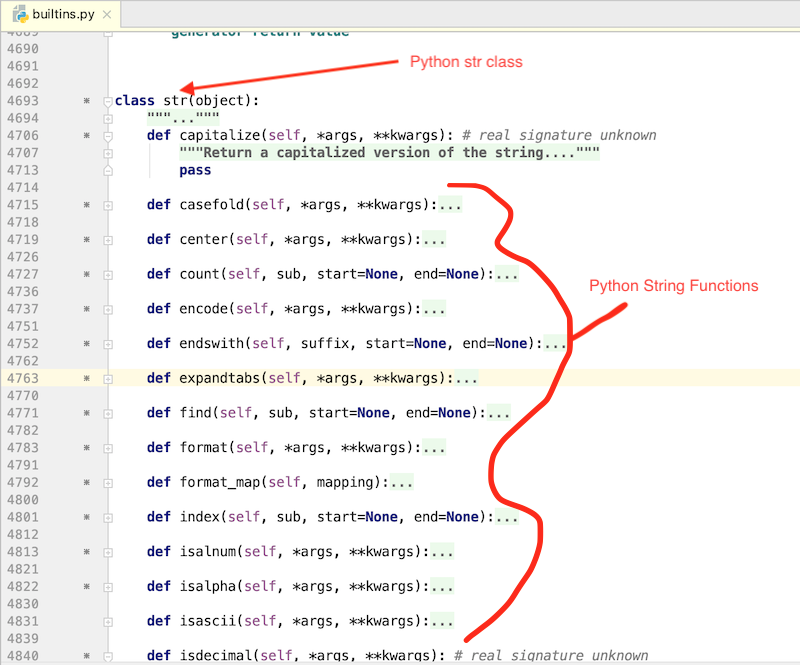 builtins.py
4689 generator return value
4690
4691 Python str class
4692
4693 class str(object):
4694 """..."""
4706 def capitalize(self, *args, **kwargs): # real signature unknown
4707 """Return a capitalized version of the string...."""
4713 pass
4714
4715 def casefold(self, *args, **kwargs):...
4718
4719 def center(self, *args, **kwargs):...
4726
4727 def count(self, sub, start=None, end=None):...
4736 Python String Functions
4737 def encode(self, *args, **kwargs):...
4751
4752 def endswith(self, suffix, start=None, end=None):...
4762
4763 def expandtabs(self, *args, **kwargs):...
4770
4771 def find(self, sub, start=None, end=None):...
4782
4783 def format(self, *args, **kwargs):...
4791
4792 def format_map(self, mapping):...
4800
4801 def index(self, sub, start=None, end=None):...
4812
4813 def isalnum(self, *args, **kwargs):...
4821
4822 def isalpha(self, *args, **kwargs):...
4830
4831 def isascii(self, *args, **kwargs):...
4839
4840 def isdecimal(self, *args, **kwargs): # real signature unknown